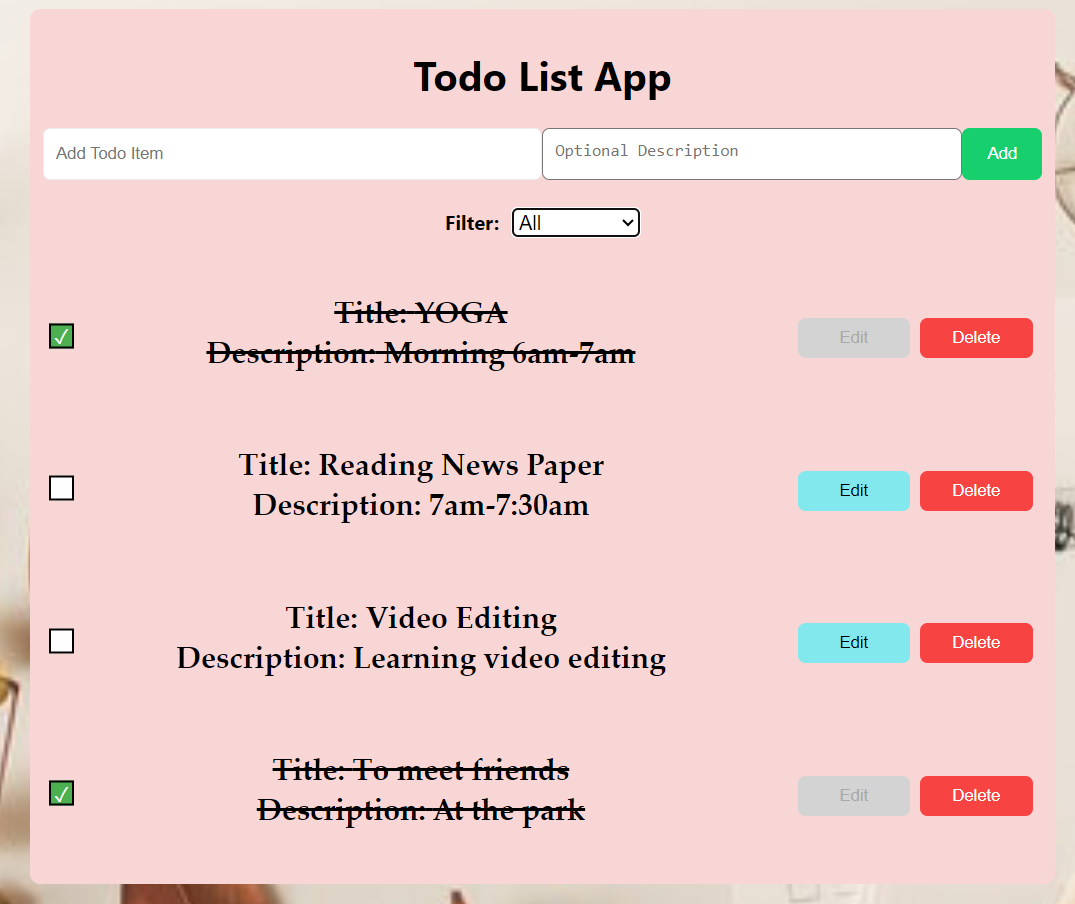 Todo List App
Add Todo Item
Optional Description
Add
Filter: All
Title: YOGA
Description: Morning 6am-7am
Edit
Delete
Title: Reading News Paper
Description: 7am-7:30am
Edit
Delete
Title: Video Editing
Description: Learning video editing
Edit
Delete
Title: To meet friends
Description: At the park
Edit
Delete